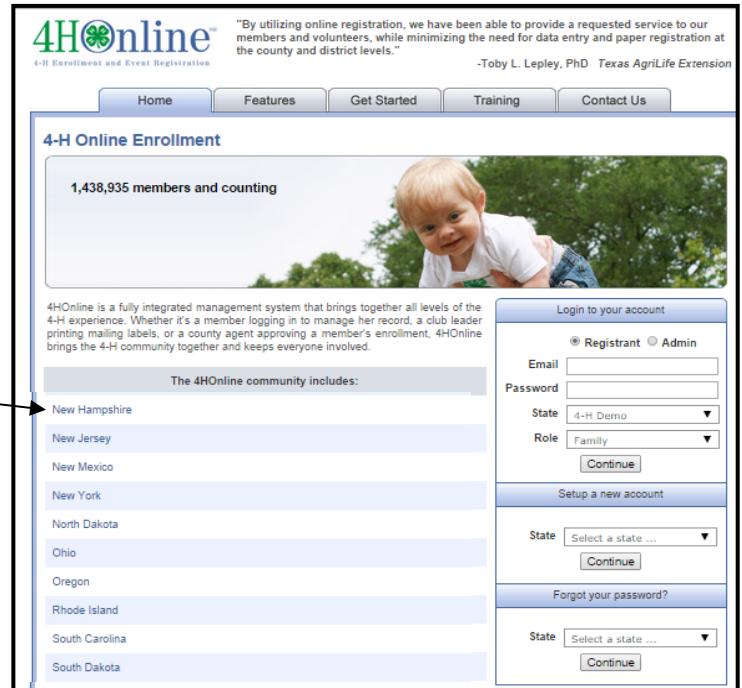 4HOnline™
4-H Enrollment and Event Registration
"By utilizing online registration, we have been able to provide a requested service to our
members and volunteers, while minimizing the need for data entry and paper registration at
the county and district levels."
-Toby L. Lepley, PhD Texas AgriLife Extension
Home Features Get Started Training Contact Us
4-H Online Enrollment
1,438,935 members and counting
4HOnline is a fully integrated management system that brings together all levels of the
4-H experience. Whether it's a member logging in to manage her record, a club leader
printing mailing labels, or a county agent approving a member's enrollment, 4HOnline
brings the 4-H community together and keeps everyone involved.
The 4HOnline community includes:
New Hampshire
New Jersey
New Mexico
New York
North Dakota
Ohio
Oregon
Rhode Island
South Carolina
South Dakota
Login to your account
Registrant Admin
Email
Password
State 4-H Demo
Role Family
Continue
Setup a new account
State Select a state ...
Continue
Forgot your password?
State Select a state ...
Continue